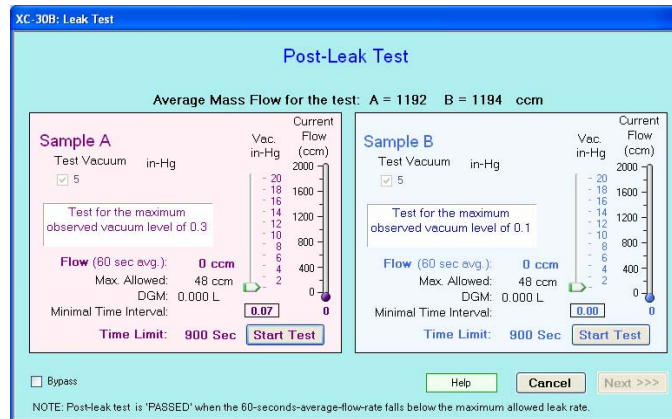 XC-30B: Leak Test
Post-Leak Test
Average Mass Flow for the test: A = 1192 B = 1194 ccm
Sample A
Test Vacuum in-Hg
5
Test for the maximum
observed vacuum level of 0.3
Flow (60 sec avg.): 0 ccm
Max. Allowed: 48 ccm
DGM: 0.000 L
Minimal Time Interval: 0.07
Time Limit: 900 Sec Start Test
Vac.
in-Hg
20
18
16
14
12
10
8
6
4
2
Current
Flow
(ccm)
2000
1600
1200
800
400
0
0
Sample B
Test Vacuum in-Hg
5
Test for the maximum
observed vacuum level of 0.1
Flow (60 sec avg.): 0 ccm
Max. Allowed: 48 ccm
DGM: 0.000 L
Minimal Time Interval: 0.00
Time Limit: 900 Sec Start Test
Vac.
in-Hg
20
18
16
14
12
10
8
6
4
2
Current
Flow
(ccm)
2000
1600
1200
800
400
0
0
Bypass
Help Cancel Next >>>
NOTE: Post-leak test is 'PASSED' when the 60-seconds-average-flow-rate falls below the maximum allowed leak rate.